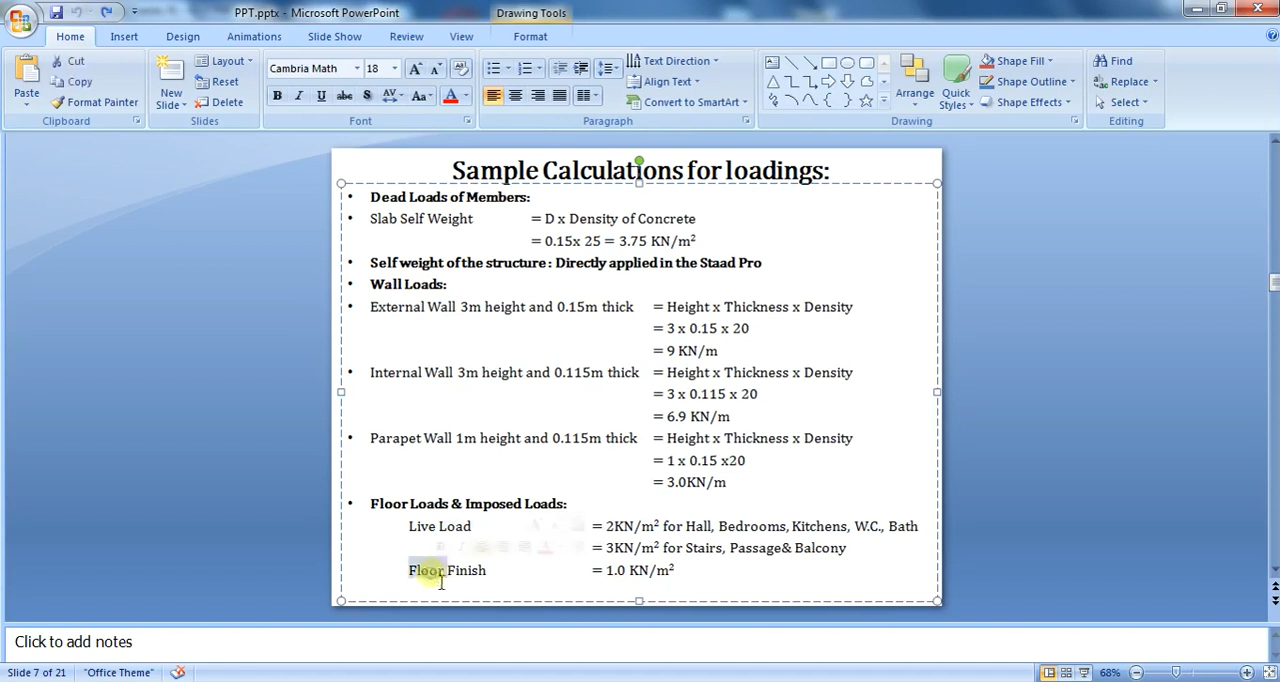 PPT.pptx - Microsoft PowerPoint
Drawing Tools
Home Insert Design Animations Slide Show Review View Format
Cut
Copy
Format Painter
Paste
Clipboard
New
Slide
Layout
Reset
Delete
Slides
Cambria Math 18
B I U abe S AV Aa A
Font
Text Direction
Align Text
Convert to SmartArt
Paragraph
Arrange
Quick
Styles
Shape Fill
Shape Outline
Shape Effects
Drawing
Find
Replace
Select
Editing
Sample Calculations for loadings:
• Dead Loads of Members:
• Slab Self Weight = D x Density of Concrete
= 0.15x 25 = 3.75 KN/m²
• Self weight of the structure : Directly applied in the Staad Pro
• Wall Loads:
• External Wall 3m height and 0.15m thick = Height x Thickness x Density
= 3 x 0.15 x 20
= 9 KN/m
• Internal Wall 3m height and 0.115m thick = Height x Thickness x Density
= 3 x 0.115 x 20
= 6.9 KN/m
• Parapet Wall 1m height and 0.115m thick = Height x Thickness x Density
= 1 x 0.15 x20
= 3.0KN/m
• Floor Loads & Imposed Loads:
Live Load = 2KN/m² for Hall, Bedrooms, Kitchens, W.C., Bath
= 3KN/m² for Stairs, Passage& Balcony
Floor Finish = 1.0 KN/m²
Click to add notes
Slide 7 of 21 "Office Theme" 68%